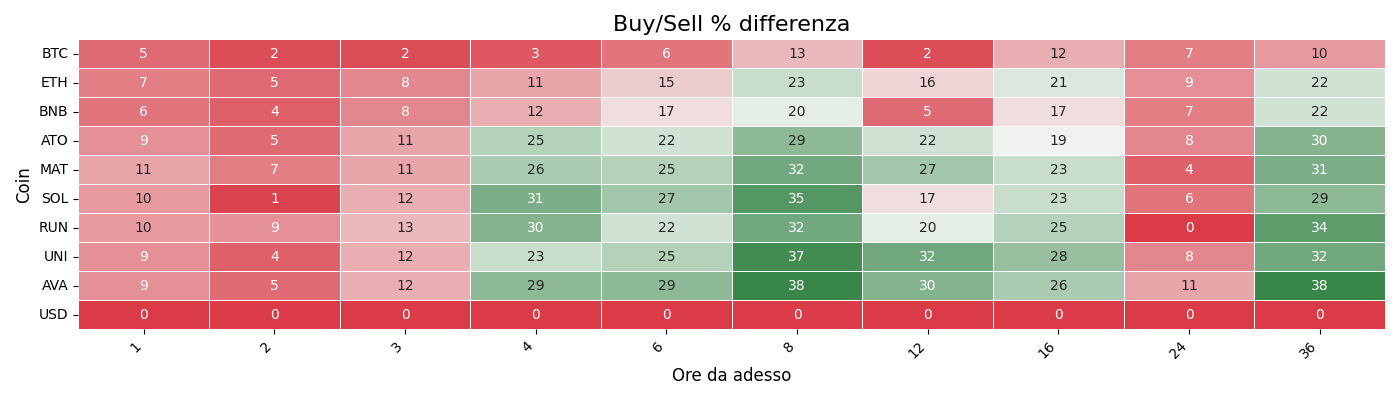 Buy/Sell % differenza
Coin
BTC 5 2 2 3 6 13 2 12 7 10
ETH 7 5 8 11 15 23 16 21 9 22
BNB 6 4 8 12 17 20 5 17 7 22
ATO 9 5 11 25 22 29 22 19 8 30
MAT 11 7 11 26 25 32 27 23 4 31
SOL 10 1 12 31 27 35 17 23 6 29
RUN 10 9 13 30 22 32 20 25 0 34
UNI 9 4 12 23 25 37 32 28 8 32
AVA 9 5 12 29 29 38 30 26 11 38
USD 0 0 0 0 0 0 0 0 0 0
1 2 3 4 6 8 12 16 24 36
Ore da adesso